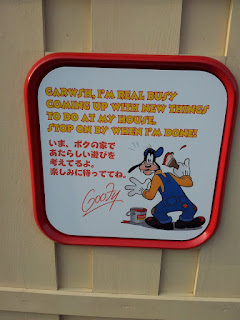 GARWSH, I'M REAL BUSY
COMING UP WITH NEW THINGS
TO DO AT MY HOUSE.
STOP ON BY WHEN I'M DONE!
いま、ボクの家で
あたらしい遊びを
考えてるよ。
楽しみに待っててね。
Goofy